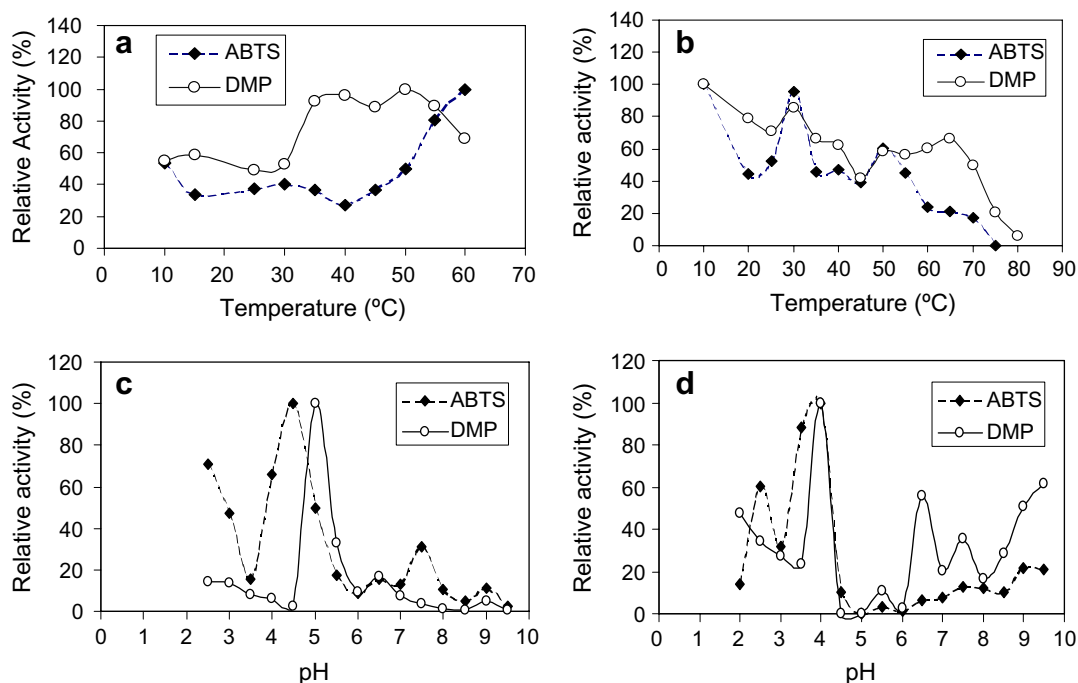 a
ABTS
DMP
Relative Activity (%)
140
120
100
80
60
40
20
0
0 10 20 30 40 50 60 70
Temperature (ºC)
b
ABTS
DMP
Relative activity (%)
140
120
100
80
60
40
20
0
0 10 20 30 40 50 60 70 80 90
Temperature (ºC)
c
ABTS
DMP
Relative activity (%)
120
100
80
60
40
20
0
0 1 2 3 4 5 6 7 8 9 10
pH
d
ABTS
DMP
Relative activity (%)
120
100
80
60
40
20
0
0 1 2 3 4 5 6 7 8 9 10
pH